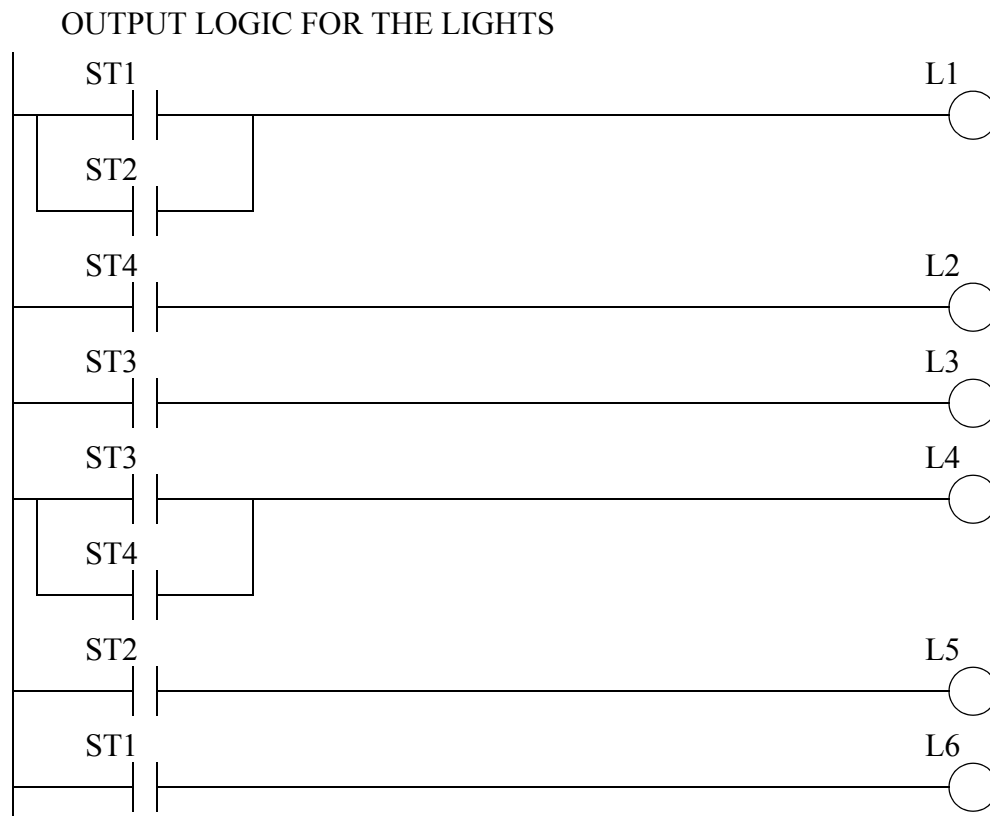 OUTPUT LOGIC FOR THE LIGHTS
ST1 L1
ST2
ST4 L2
ST3 L3
ST3 L4
ST4
ST2 L5
ST1 L6